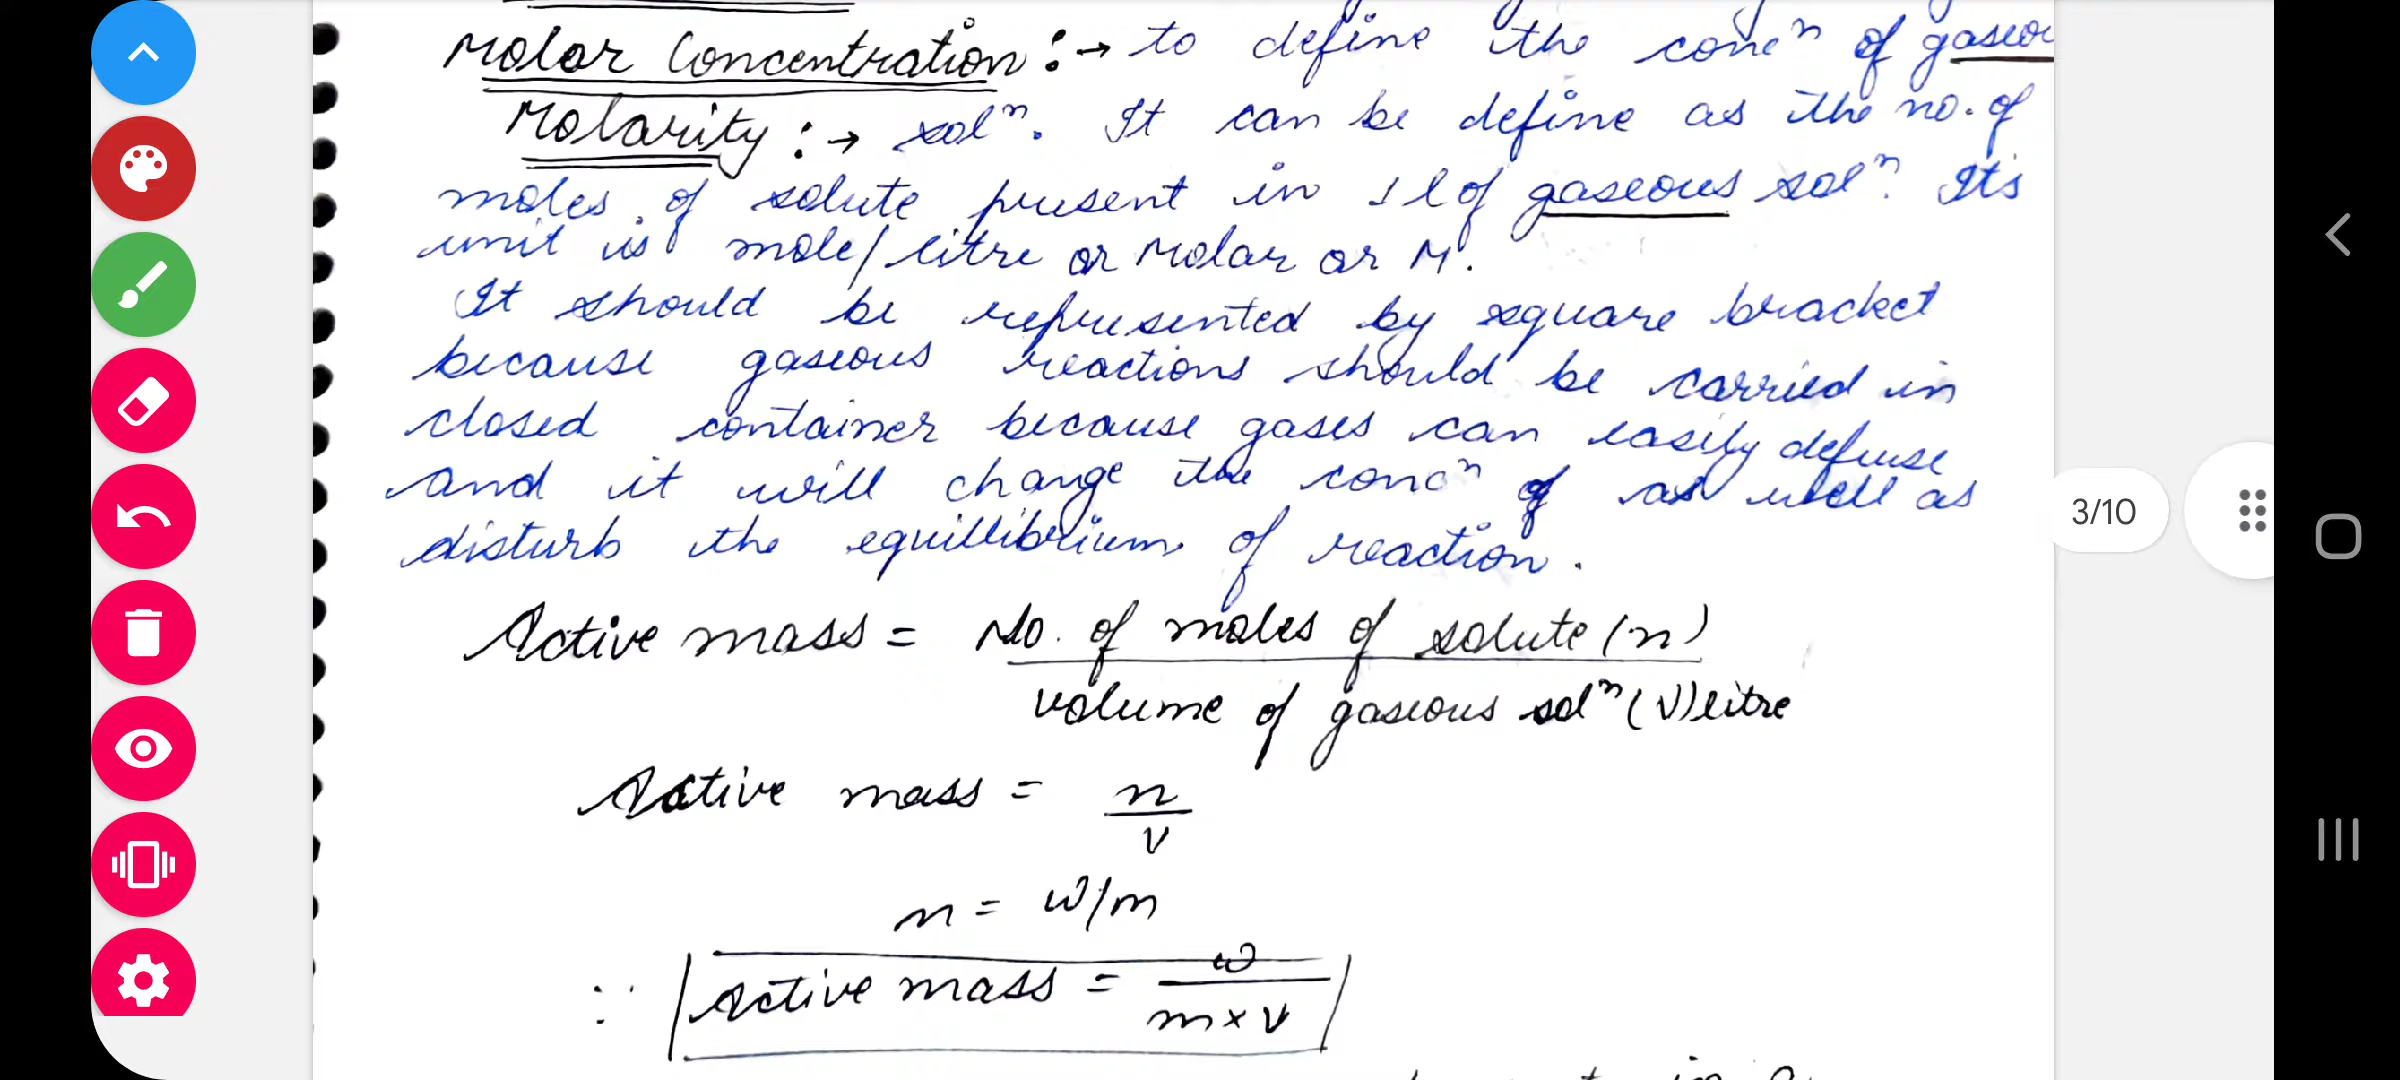 Molar Concentration :→ to define the concⁿ of gaseou
Molarity :→ solⁿ. It can be define as the no. of
moles of solute present in 1 l of gaseous solⁿ. It's
unit is mole/litre or Molar or M.
It should be represented by square bracket
because gaseous reactions should be carried in
closed container because gases can easily defuse
and it will change the concⁿ of as well as
disturb the equillibrium of reaction.
Active mass = No. of moles of solute (n)
volume of gaseous solⁿ (V) litre
Active mass = n
v
n = w/m
∵ Active mass = w
m × v
3/10